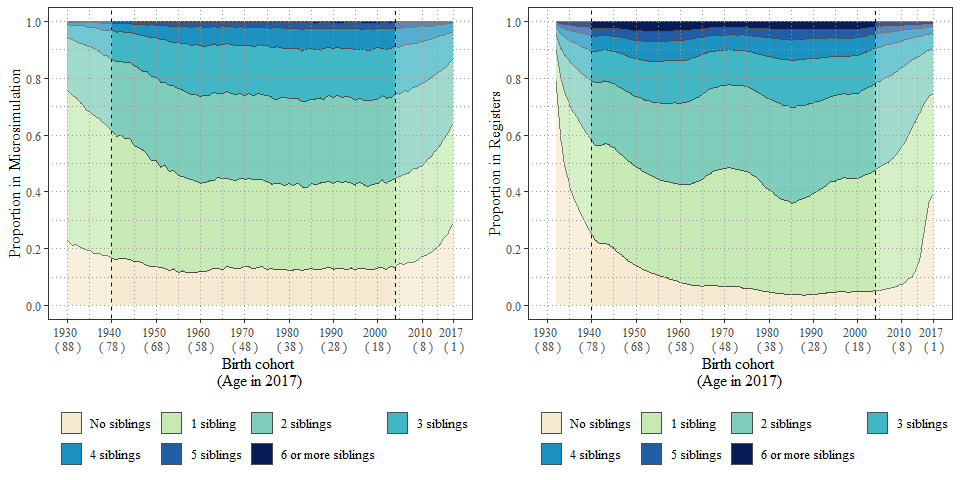 Proportion in Microsimulation
1.0
0.8
0.6
0.4
0.2
0.0
1930 1940 1950 1960 1970 1980 1990 2000 2010 2017
( 88 ) ( 78 ) ( 68 ) ( 58 ) ( 48 ) ( 38 ) ( 28 ) ( 18 ) ( 8 ) ( 1 )
Birth cohort
(Age in 2017)
No siblings 1 sibling 2 siblings 3 siblings
4 siblings 5 siblings 6 or more siblings
Proportion in Registers
1.0
0.8
0.6
0.4
0.2
0.0
1930 1940 1950 1960 1970 1980 1990 2000 2010 2017
( 88 ) ( 78 ) ( 68 ) ( 58 ) ( 48 ) ( 38 ) ( 28 ) ( 18 ) ( 8 ) ( 1 )
Birth cohort
(Age in 2017)
No siblings 1 sibling 2 siblings 3 siblings
4 siblings 5 siblings 6 or more siblings